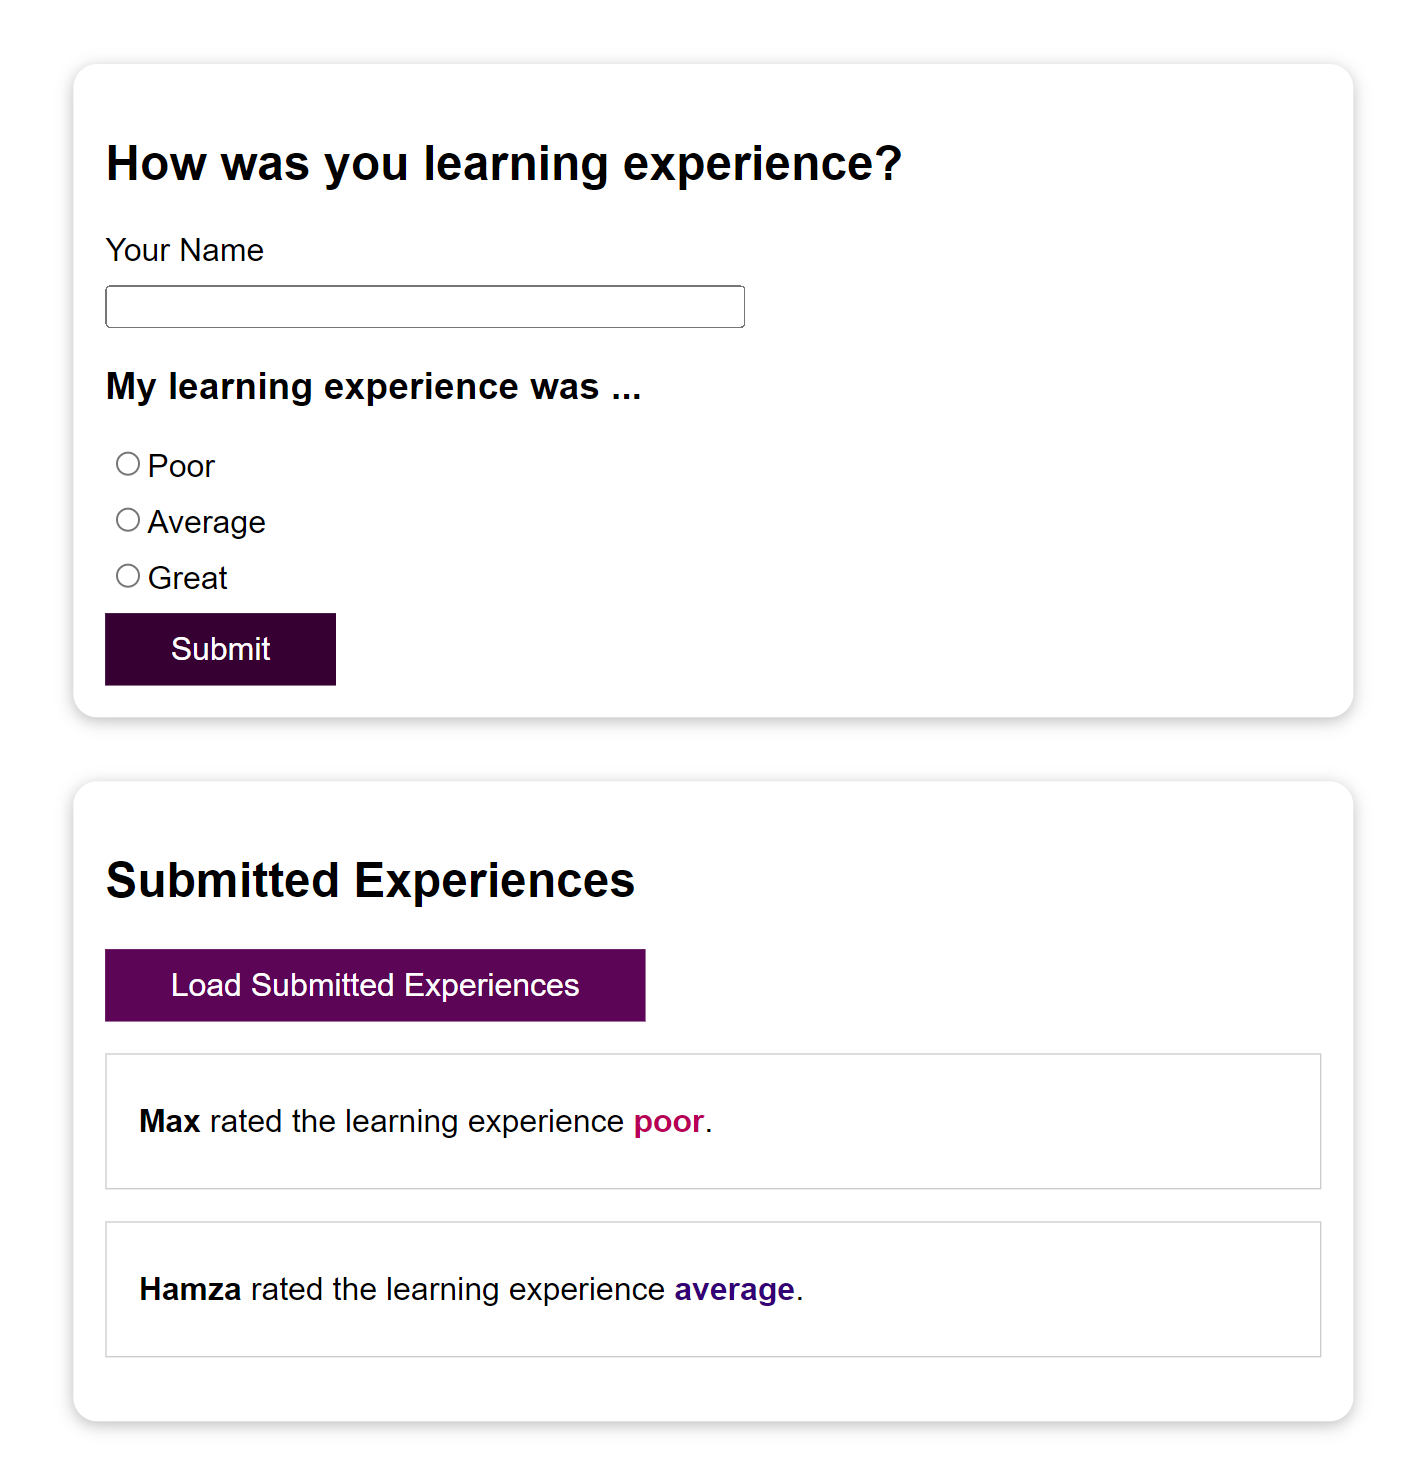 How was you learning experience?
Your Name
My learning experience was ...
Poor
Average
Great
Submit
Submitted Experiences
Load Submitted Experiences
Max rated the learning experience poor.
Hamza rated the learning experience average.